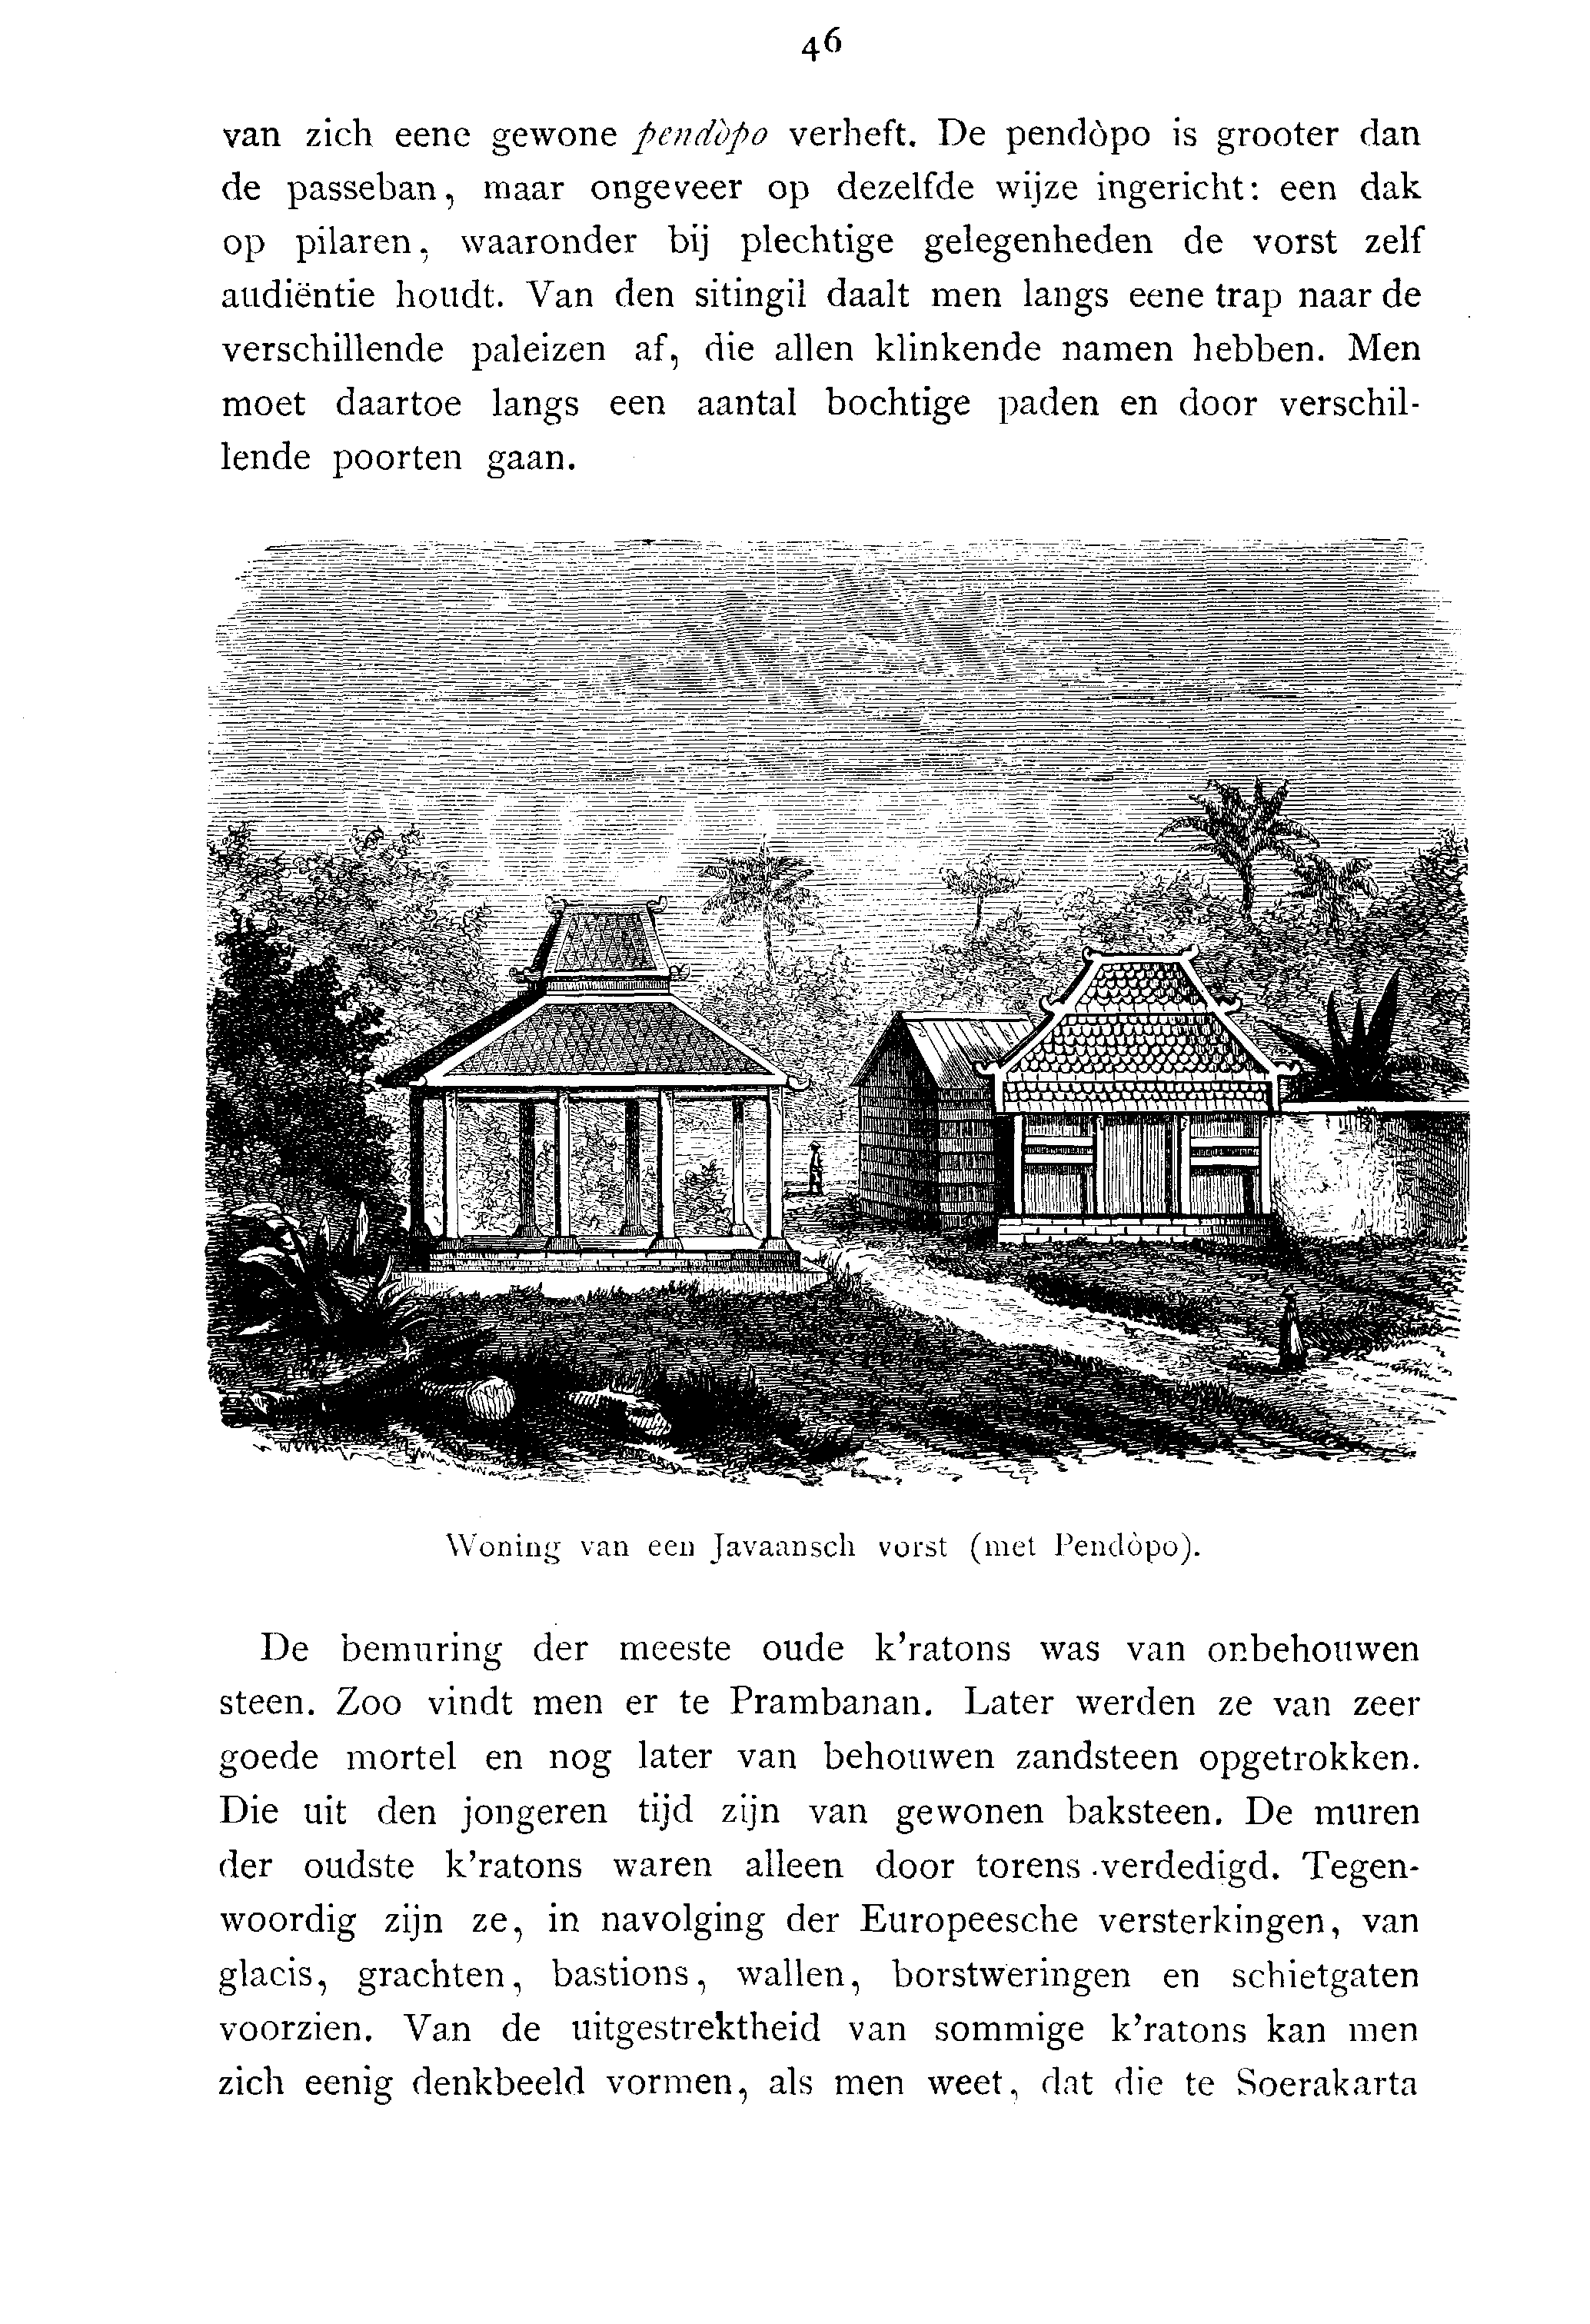 46
van zich eene gewone pendòpo verheft. De pendòpo is grooter dan
de passeban, maar ongeveer op dezelfde wijze ingericht: een dak
op pilaren, waaronder bij plechtige gelegenheden de vorst zelf
audiëntie houdt. Van den sitingil daalt men langs eene trap naar de
verschillende paleizen af, die allen klinkende namen hebben. Men
moet daartoe langs een aantal bochtige paden en door verschil-
lende poorten gaan.
Woning van een Javaansch vorst (met Pendòpo).
De bemuring der meeste oude k'ratons was van onbehouwen
steen. Zoo vindt men er te Prambanan. Later werden ze van zeer
goede mortel en nog later van behouwen zandsteen opgetrokken.
Die uit den jongeren tijd zijn van gewonen baksteen. De muren
der oudste k'ratons waren alleen door torens verdedigd. Tegen-
woordig zijn ze, in navolging der Europeesche versterkingen, van
glacis, grachten, bastions, wallen, borstweringen en schietgaten
voorzien. Van de uitgestrektheid van sommige k'ratons kan men
zich eenig denkbeeld vormen, als men weet, dat die te Soerakarta